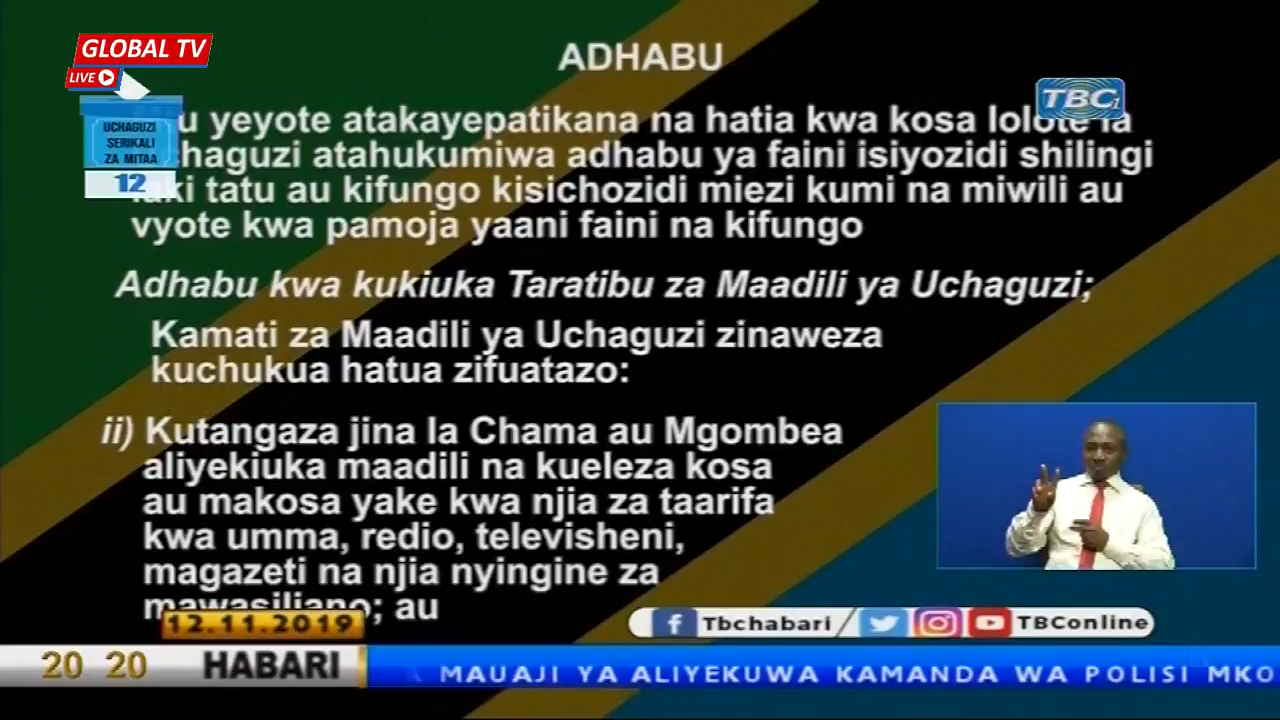 ADHABU
GLOBAL TV
LIVE
TBC1
yeyote atakayepatikana na hatia kwa kosa lolote la
UCHAGUZI
SERIKALI
ZA MITAA
12
chaguzi atahukumiwa adhabu ya faini isiyozidi shilingi
laki tatu au kifungo kisichozidi miezi kumi na miwili au
vyote kwa pamoja yaani faini na kifungo
Adhabu kwa kukiuka Taratibu za Maadili ya Uchaguzi;
Kamati za Maadili ya Uchaguzi zinaweza
kuchukua hatua zifuatazo:
ii) Kutangaza jina la Chama au Mgombea
aliyekiuka maadili na kueleza kosa
au makosa yake kwa njia za taarifa
kwa umma, redio, televisheni,
magazeti na njia nyingine za
mawasiliano; au
12.11.2019
Tbchabari
TBConline
20 20 HABARI
MAUAJI YA ALIYEKUWA KAMANDA WA POLISI MKO